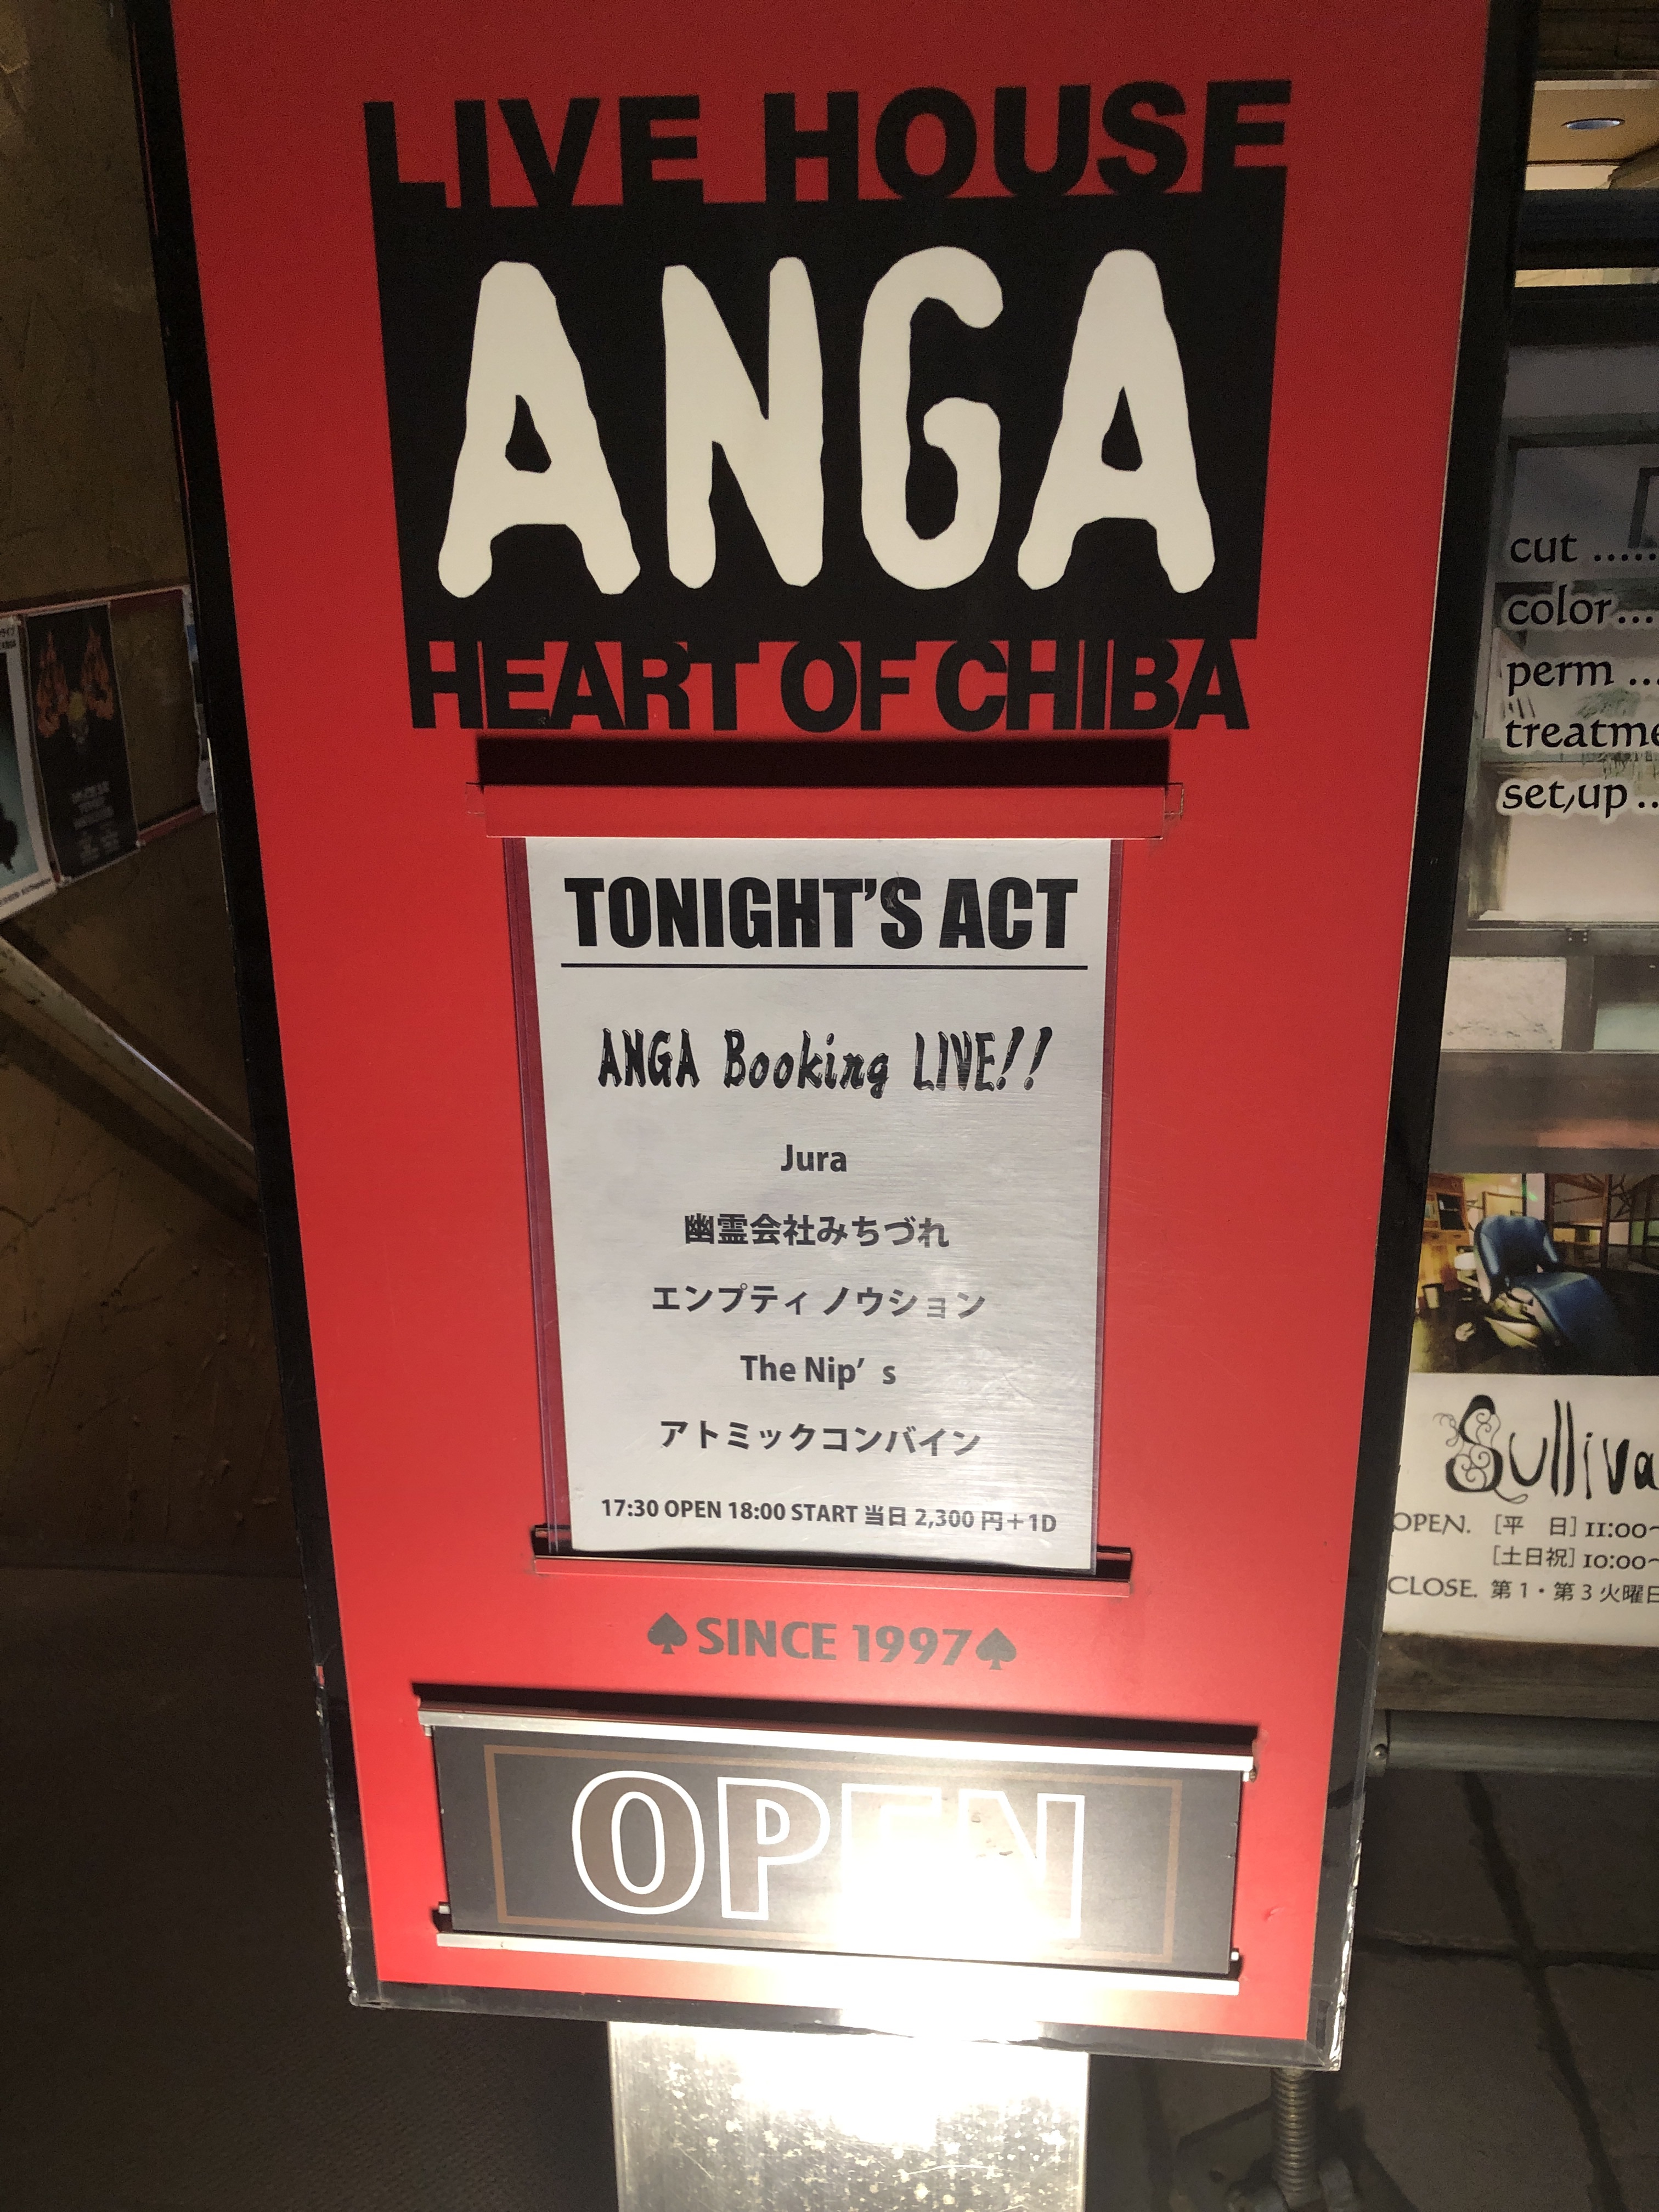 LIVE HOUSE
ANGA
HEART OF CHIBA
TONIGHT'S ACT
ANGA Booking LIVE!!
Jura
幽霊会社みちづれ
エンプティ ノウション
The Nip’s
アトミックコンバイン
17:30 OPEN 18:00 START 当日 2,300 円＋1D
♠SINCE 1997♠
OPEN
cut ......
color...
perm ...
treatme
set,up ..
Sulliva
OPEN. [平　日] 11:00~
[土日祝] 10:00~
CLOSE. 第1・第3火曜日